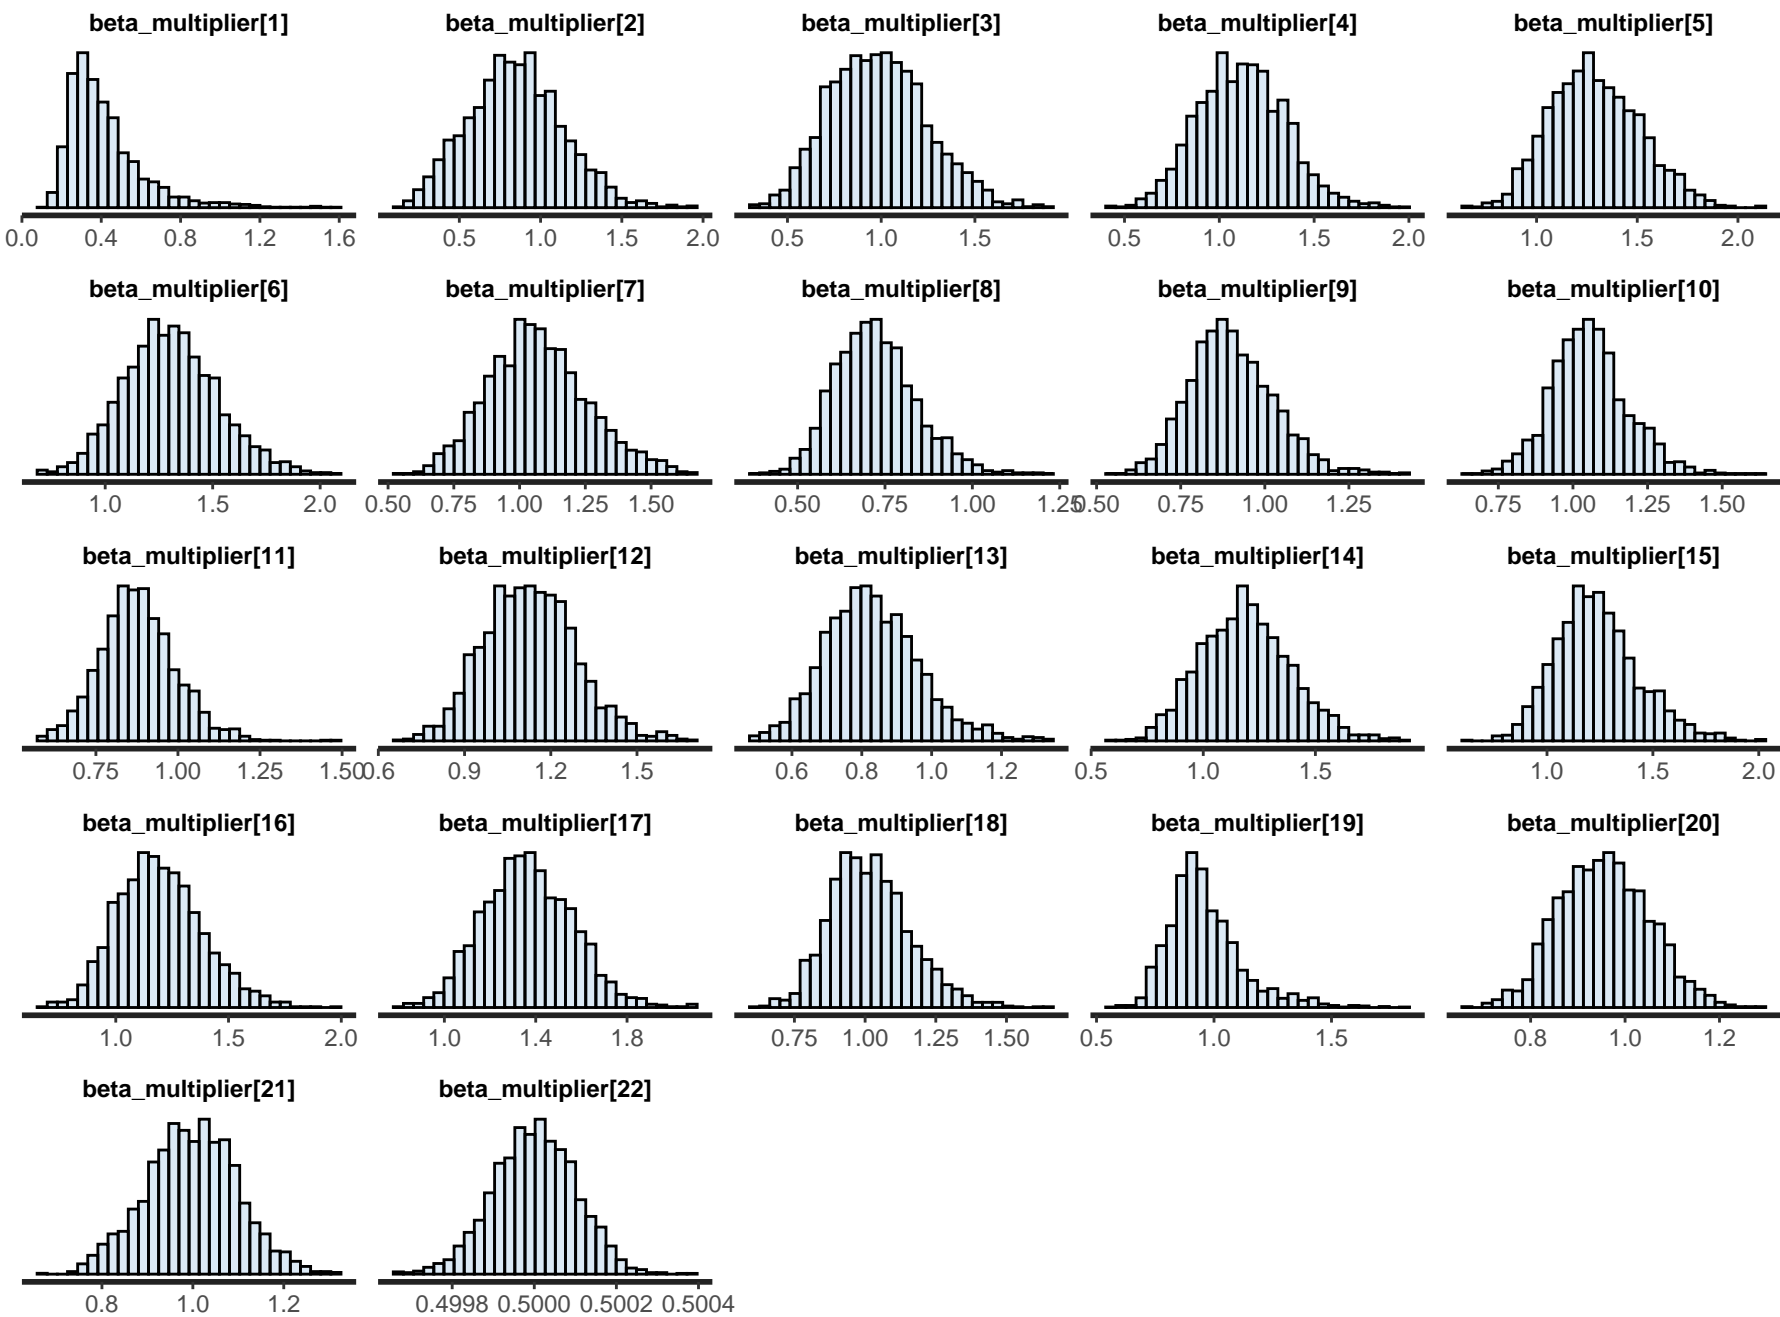 beta_multiplier[1] beta_multiplier[2] beta_multiplier[3] beta_multiplier[4] beta_multiplier[5]
0.0 0.4 0.8 1.2 1.6 0.5 1.0 1.5 2.0 0.5 1.0 1.5 0.5 1.0 1.5 2.0 1.0 1.5 2.0
beta_multiplier[6] beta_multiplier[7] beta_multiplier[8] beta_multiplier[9] beta_multiplier[10]
1.0 1.5 2.0 0.50 0.75 1.00 1.25 1.50 0.50 0.75 1.00 1.25 0.50 0.75 1.00 1.25 0.75 1.00 1.25 1.50
beta_multiplier[11] beta_multiplier[12] beta_multiplier[13] beta_multiplier[14] beta_multiplier[15]
0.75 1.00 1.25 1.50 0.6 0.9 1.2 1.5 0.6 0.8 1.0 1.2 0.5 1.0 1.5 1.0 1.5 2.0
beta_multiplier[16] beta_multiplier[17] beta_multiplier[18] beta_multiplier[19] beta_multiplier[20]
1.0 1.5 2.0 1.0 1.4 1.8 0.75 1.00 1.25 1.50 0.5 1.0 1.5 0.8 1.0 1.2
beta_multiplier[21] beta_multiplier[22]
0.8 1.0 1.2 0.4998 0.5000 0.5002 0.5004